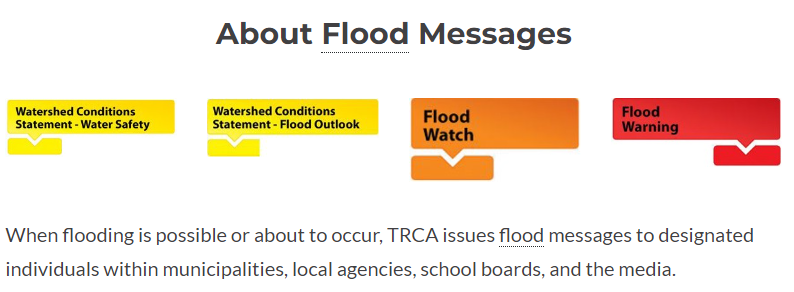 About Flood Messages
Watershed Conditions
Statement - Water Safety
Watershed Conditions
Statement - Flood Outlook
Flood
Watch
Flood
Warning
When flooding is possible or about to occur, TRCA issues flood messages to designated
individuals within municipalities, local agencies, school boards, and the media.